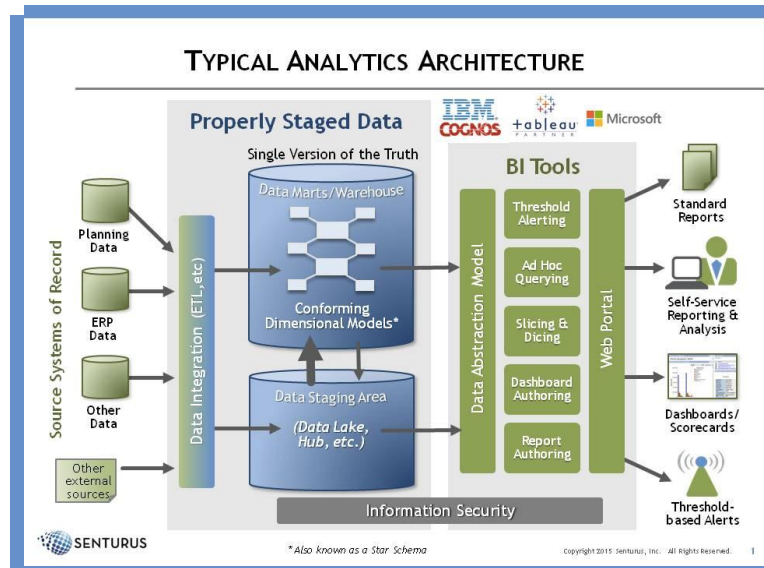 TYPICAL ANALYTICS ARCHITECTURE
IBM
COGNOS
+tableau
PARTNER
Microsoft
Properly Staged Data
Single Version of the Truth
Data Marts/Warehouse
Conforming
Dimensional Models*
Data Staging Area
(Data Lake,
Hub, etc.)
Source Systems of Record
Planning
Data
ERP
Data
Other
Data
Other
external
sources
Data Integration (ETL,etc)
BI Tools
Data Abstraction Model
Threshold
Alerting
Ad Hoc
Querying
Slicing &
Dicing
Dashboard
Authoring
Report
Authoring
Web Portal
Standard
Reports
Self-Service
Reporting &
Analysis
Dashboards/
Scorecards
Threshold-
based Alerts
Information Security
SENTURUS
*Also known as a Star Schema
Copyright 2015 Senturus, Inc. All Rights Reserved.
1